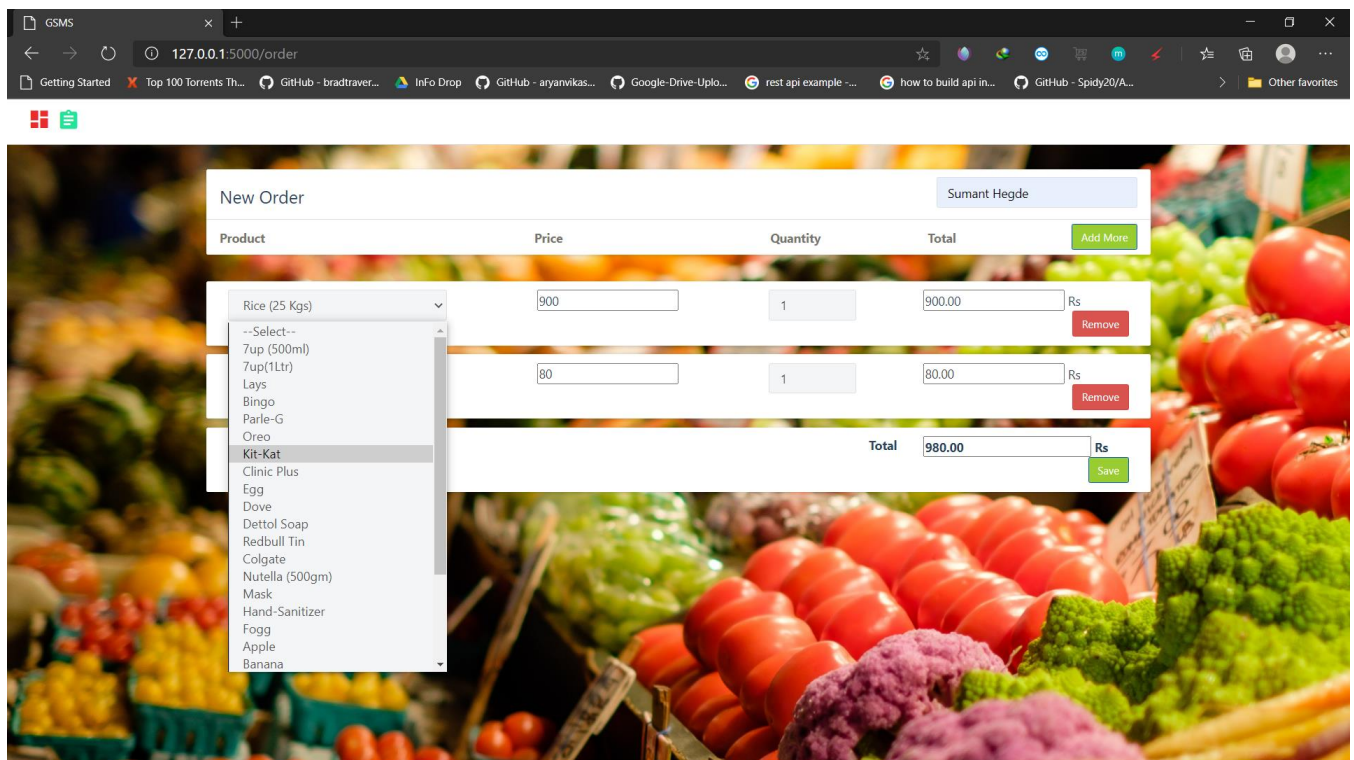 GSMS
127.0.0.1:5000/order
Getting Started Top 100 Torrents Th... GitHub - bradtraver... InFo Drop GitHub - aryanvikas... Google-Drive-Uplo... rest api example -... how to build api in... GitHub - Spidy20/A... Other favorites
New Order Sumant Hegde
Product Price Quantity Total Add More
Rice (25 Kgs) 900 1 900.00 Rs
Remove
--Select--
7up (500ml)
7up(1Ltr)
Lays
Bingo
Parle-G
Oreo
Kit-Kat
Clinic Plus
Egg
Dove
Dettol Soap
Redbull Tin
Colgate
Nutella (500gm)
Mask
Hand-Sanitizer
Fogg
Apple
Banana
80 1 80.00 Rs
Remove
Total 980.00 Rs
Save